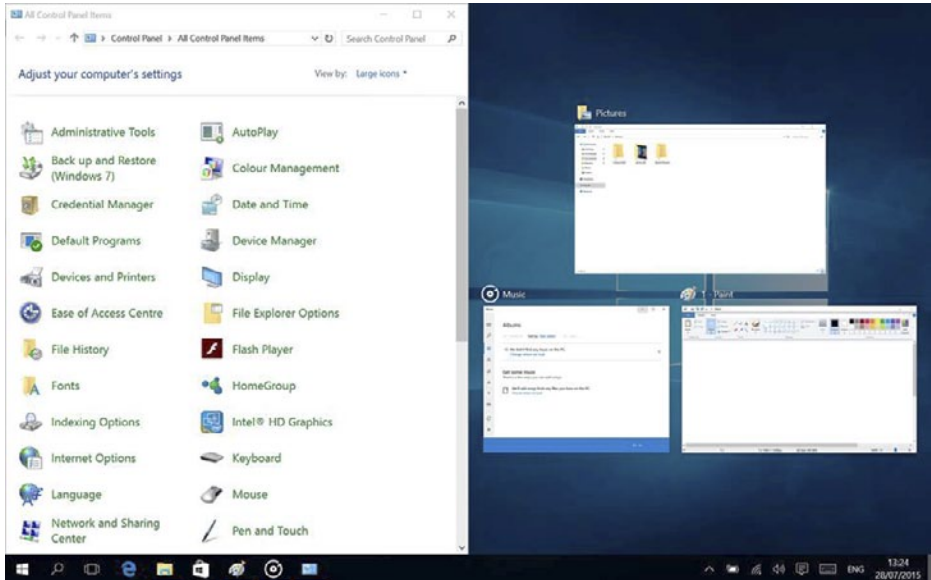 All Control Panel Items
Control Panel > All Control Panel Items
Search Control Panel
Adjust your computer's settings
View by: Large icons
Administrative Tools
AutoPlay
Back up and Restore
(Windows 7)
Colour Management
Credential Manager
Date and Time
Default Programs
Device Manager
Devices and Printers
Display
Ease of Access Centre
File Explorer Options
File History
Flash Player
Fonts
HomeGroup
Indexing Options
Intel® HD Graphics
Internet Options
Keyboard
Language
Mouse
Network and Sharing
Center
Pen and Touch
Pictures
Music
1 - Paint
Albums
Get some music
ENG
13:24
28/07/2015